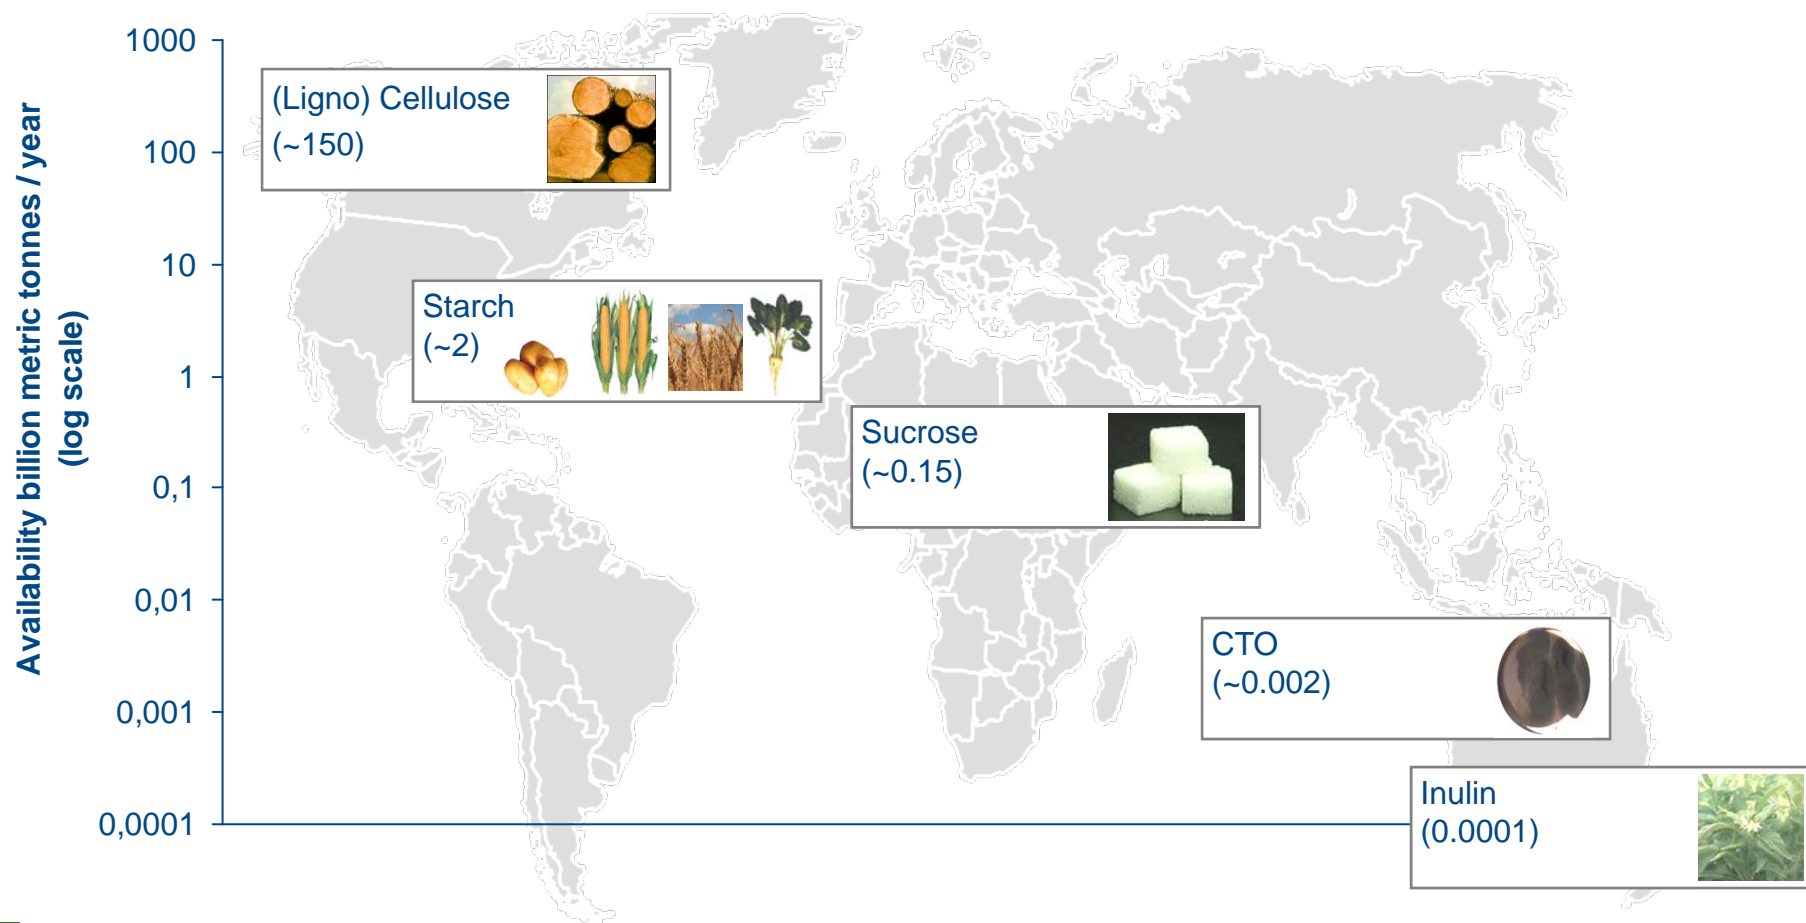 Availability billion metric tonnes / year
(log scale)
1000
100
10
1
0,1
0,01
0,001
0,0001
(Ligno) Cellulose
(~150)
Starch
(~2)
Sucrose
(~0.15)
CTO
(~0.002)
Inulin
(0.0001)